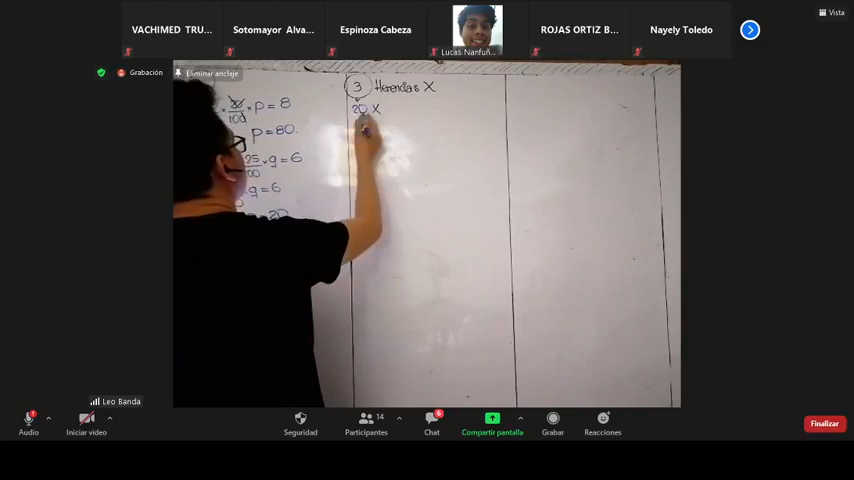 Vista
VACHIMED TRU...
Sotomayor Alva...
Espinoza Cabeza
Lucas Nanfuñ...
ROJAS ORTIZ B...
Nayely Toledo
Grabación
Eliminar anclaje
3 Herencias X
20 X
100 * P = 8
P = 80.
25
100 * q = 6
q = 6
Leo Banda
Audio
Iniciar video
Seguridad
14
Participantes
6
Chat
Compartir pantalla
Grabar
Reacciones
Finalizar